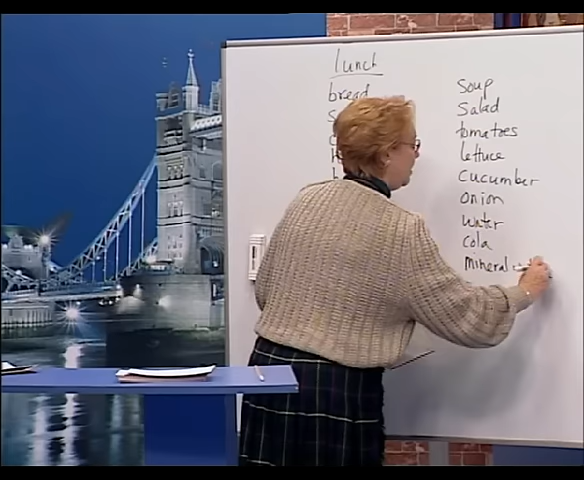 lunch
bread
soup
salad
tomatoes
lettuce
cucumber
onion
water
cola
mineral